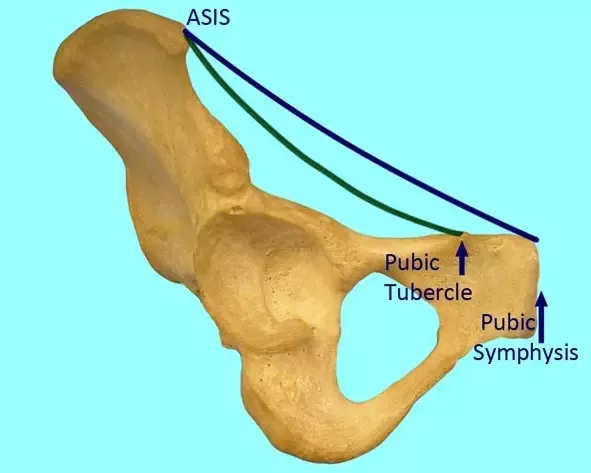 ASIS
Pubic
Tubercle
Pubic
Symphysis